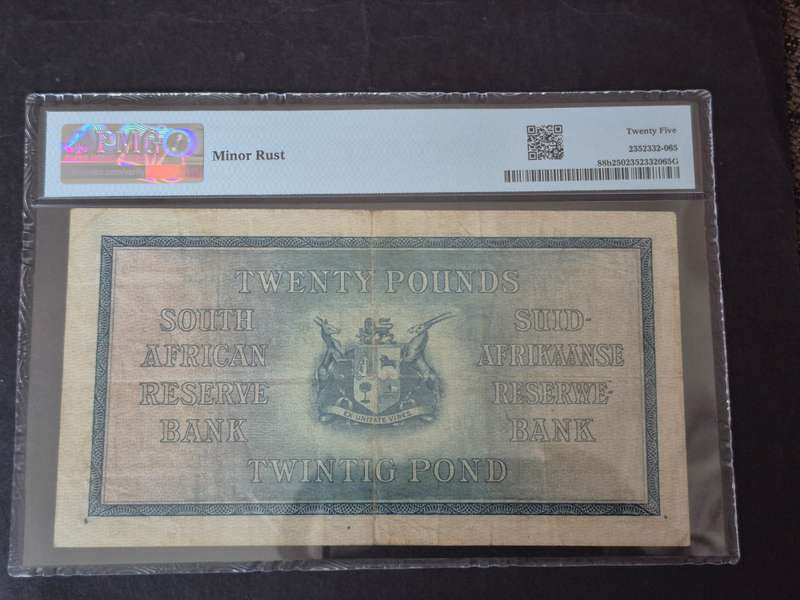 PMG
Minor Rust
Twenty Five
2352332-065
88b2502352332065G
TWENTY POUNDS
SOUTH
AFRICAN
RESERVE
BANK
SUID-
AFRIKAANSE
RESERWE-
BANK
EX UNITATE VIRES
TWINTIG POND